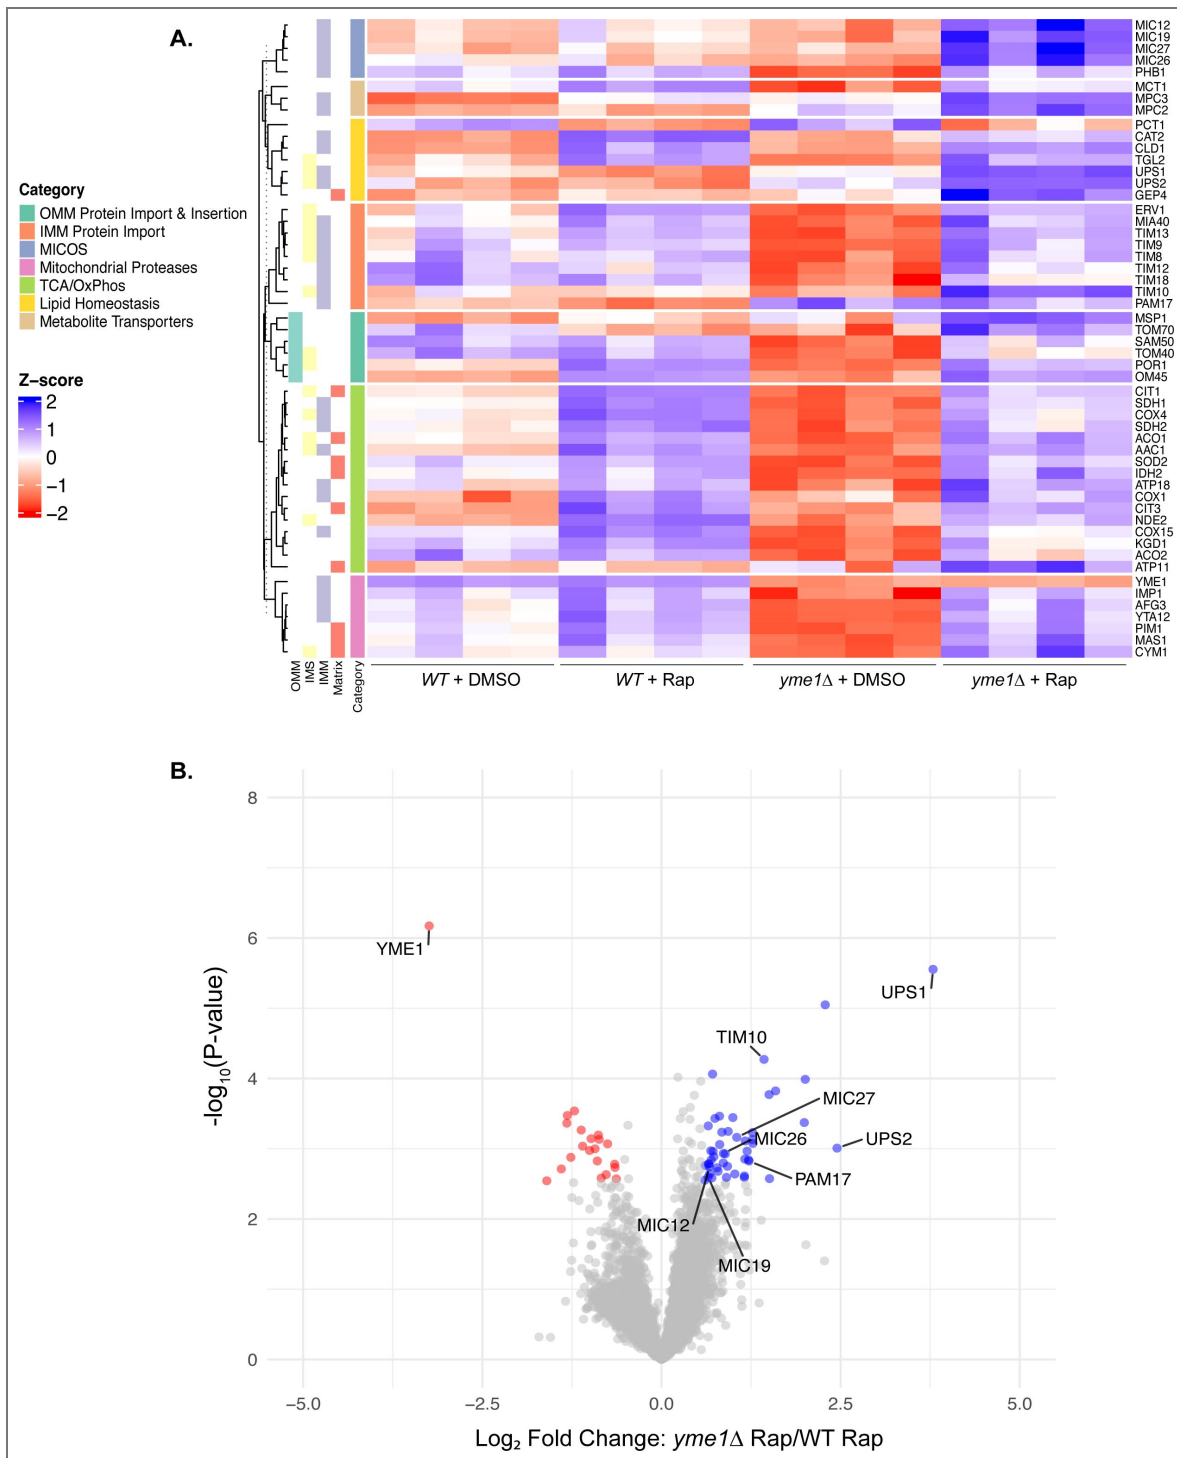 A.
MIC12
MIC19
MIC27
MIC26
PHB1
MCT1
MPC3
MPC2
PCT1
CAT2
CLD1
TGL2
UPS1
UPS2
GEP4
ERV1
MIA40
TIM13
TIM9
TIM8
TIM12
TIM18
TIM10
PAM17
MSP1
TOM70
SAM50
TOM40
POR1
OM45
CIT1
SDH1
COX4
SDH2
ACO1
AAC1
SOD2
IDH2
ATP18
COX1
CIT3
NDE2
COX15
KGD1
ACO2
ATP11
YME1
IMP1
AFG3
YTA12
PIM1
MAS1
CYM1
Category
OMM Protein Import & Insertion
IMM Protein Import
MICOS
Mitochondrial Proteases
TCA/OxPhos
Lipid Homeostasis
Metabolite Transporters
Z−score
2
1
0
−1
−2
OMM
IMS
IMM
Matrix
Category
WT + DMSO
WT + Rap
yme1Δ + DMSO
yme1Δ + Rap
B.
8
6
4
2
0
-log10(P-value)
YME1
UPS1
TIM10
MIC27
MIC26
UPS2
PAM17
MIC12
MIC19
−5.0
−2.5
0.0
2.5
5.0
Log₂ Fold Change: yme1Δ Rap/WT Rap